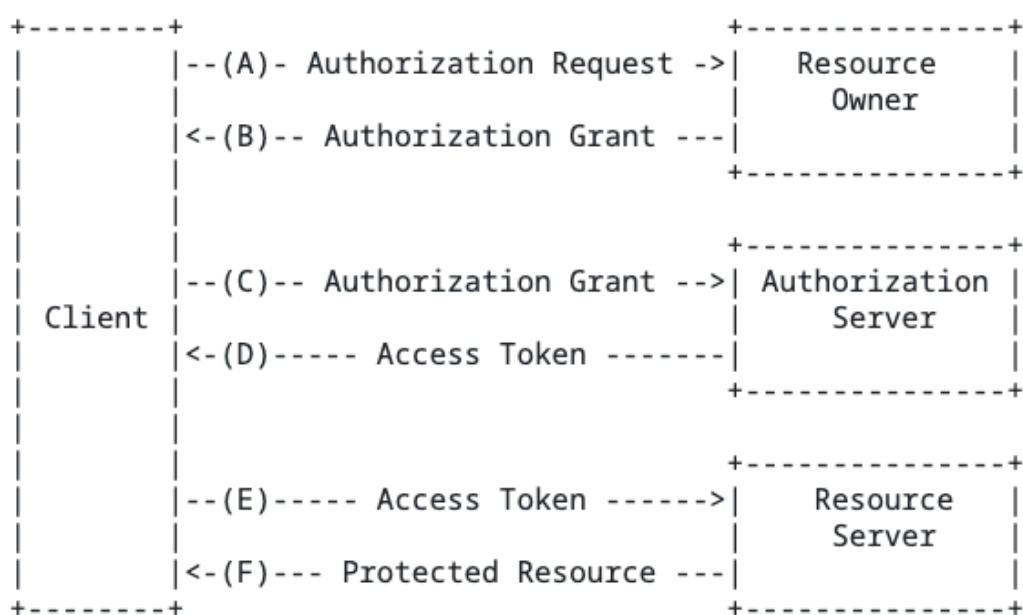 +--------+                               +---------------+
|        |--(A)- Authorization Request ->|   Resource    |
|        |                               |     Owner     |
|        |<-(B)-- Authorization Grant ---|               |
|        |                               +---------------+
|        |
|        |                               +---------------+
|        |--(C)-- Authorization Grant -->| Authorization |
| Client |                               |     Server    |
|        |<-(D)----- Access Token -------|               |
|        |                               +---------------+
|        |
|        |                               +---------------+
|        |--(E)----- Access Token ------>|    Resource   |
|        |                               |     Server    |
|        |<-(F)--- Protected Resource ---|               |
+--------+                               +---------------+